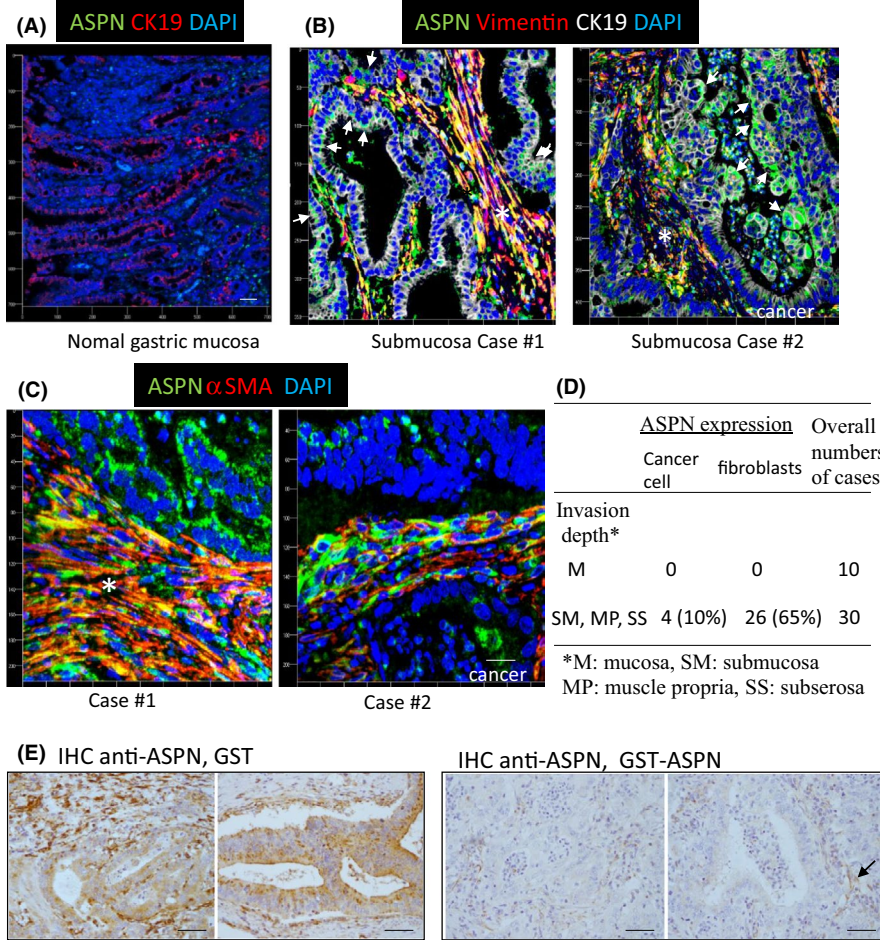 (A) ASPN CK19 DAPI
(B) ASPN Vimentin CK19 DAPI
Nomal gastric mucosa
*
*
cancer
Submucosa Case #1
Submucosa Case #2
(C) ASPN αSMA DAPI
*
cancer
Case #1
Case #2
(D)
ASPN expression
Overall numbers of cases
Cancer cell
fibroblasts
Invasion depth*
M 0 0 10
SM, MP, SS 4 (10%) 26 (65%) 30
*M: mucosa, SM: submucosa
MP: muscle propria, SS: subserosa
(E) IHC anti-ASPN, GST
IHC anti-ASPN, GST-ASPN